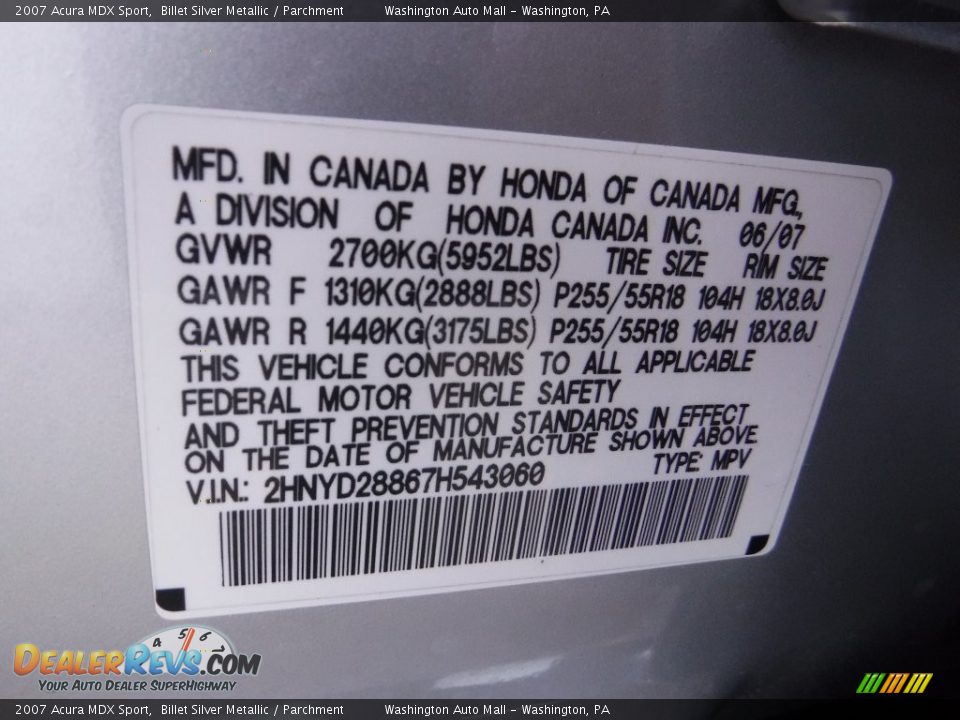 2007 Acura MDX Sport, Billet Silver Metallic / Parchment Washington Auto Mall - Washington, PA
MFD. IN CANADA BY HONDA OF CANADA MFG.,
A DIVISION OF HONDA CANADA INC. 06/07
GVWR 2700KG(5952LBS) TIRE SIZE RIM SIZE
GAWR F 1310KG(2888LBS) P255/55R18 104H 18X8.0J
GAWR R 1440KG(3175LBS) P255/55R18 104H 18X8.0J
THIS VEHICLE CONFORMS TO ALL APPLICABLE
FEDERAL MOTOR VEHICLE SAFETY
AND THEFT PREVENTION STANDARDS IN EFFECT
ON THE DATE OF MANUFACTURE SHOWN ABOVE
V.I.N.: 2HNYD28867H543060 TYPE: MPV
4 5 6
DEALERREVS.COM
YOUR AUTO DEALER SUPERHIGHWAY
2007 Acura MDX Sport, Billet Silver Metallic / Parchment Washington Auto Mall - Washington, PA